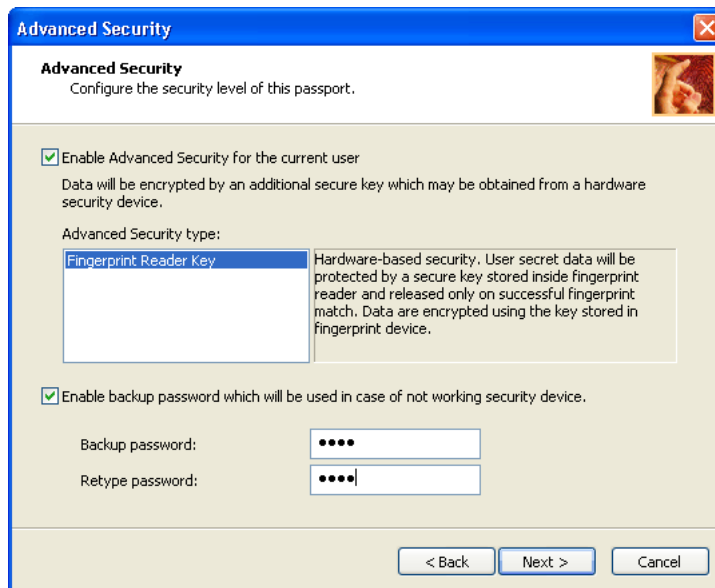 Advanced Security
Advanced Security
Configure the security level of this passport.
Enable Advanced Security for the current user
Data will be encrypted by an additional secure key which may be obtained from a hardware
security device.
Advanced Security type:
Fingerprint Reader Key
Hardware-based security. User secret data will be
protected by a secure key stored inside fingerprint
reader and released only on successful fingerprint
match. Data are encrypted using the key stored in
fingerprint device.
Enable backup password which will be used in case of not working security device.
Backup password: ••••
Retype password: ••••
< Back Next > Cancel